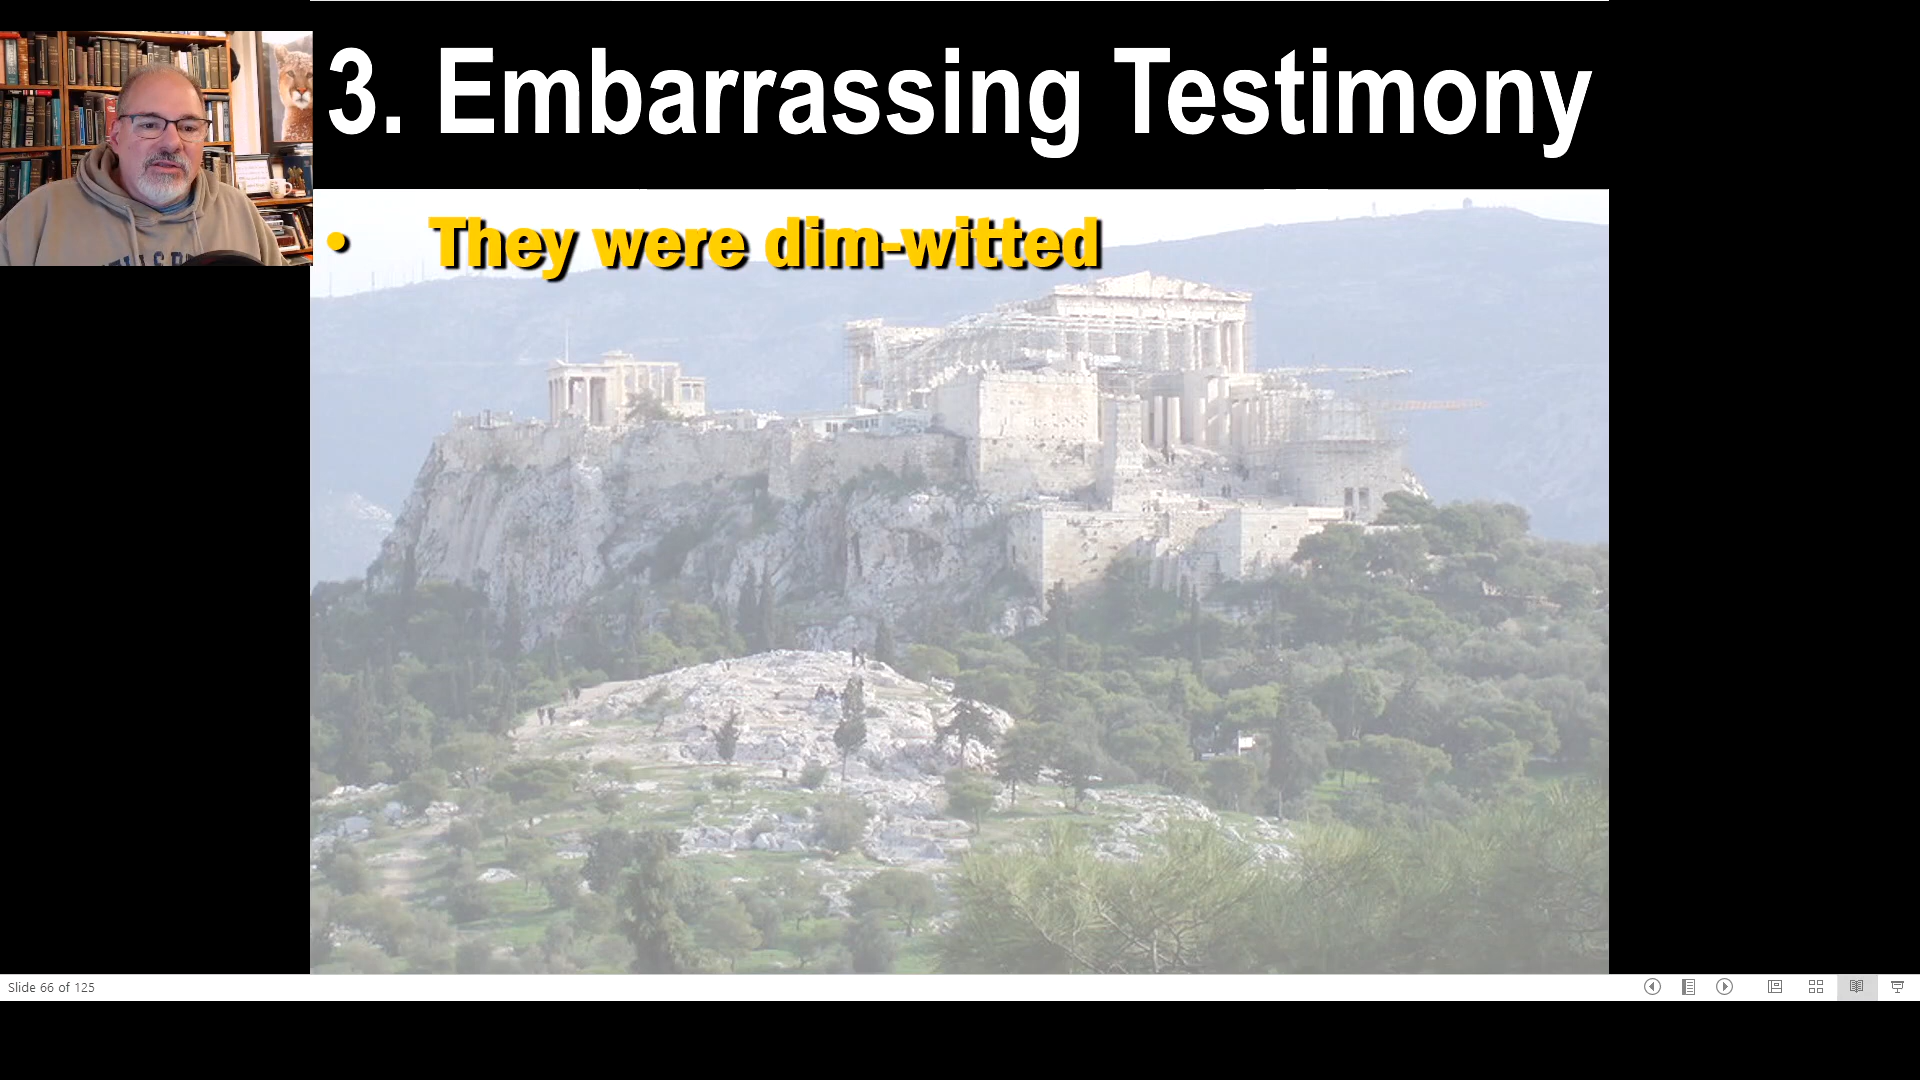 3. Embarrassing Testimony
• They were dim-witted
Slide 66 of 125